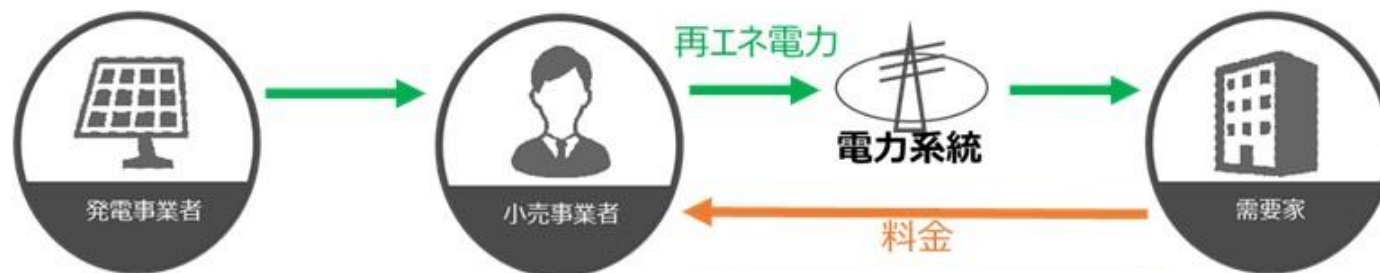 再エネ電力
電力系統
発電事業者
小売事業者
需要家
料金